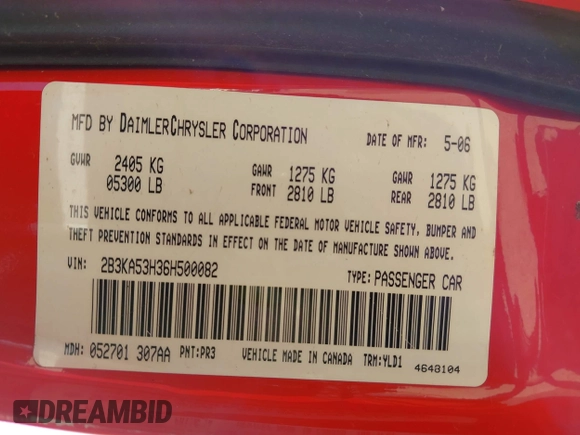 MFD BY DAIMLERCHRYSLER CORPORATION DATE OF MFR: 5-06
GVWR 2405 KG GAWR 1275 KG GAWR 1275 KG
05300 LB FRONT 2810 LB REAR 2810 LB
THIS VEHICLE CONFORMS TO ALL APPLICABLE FEDERAL MOTOR VEHICLE SAFETY, BUMPER AND
THEFT PREVENTION STANDARDS IN EFFECT ON THE DATE OF MANUFACTURE SHOWN ABOVE.
VIN: 2B3KA53H36H500082 TYPE: PASSENGER CAR
MDH: 052701 307AA PNT: PR3 VEHICLE MADE IN CANADA TRM: YLD1
4648104
DREAMBID